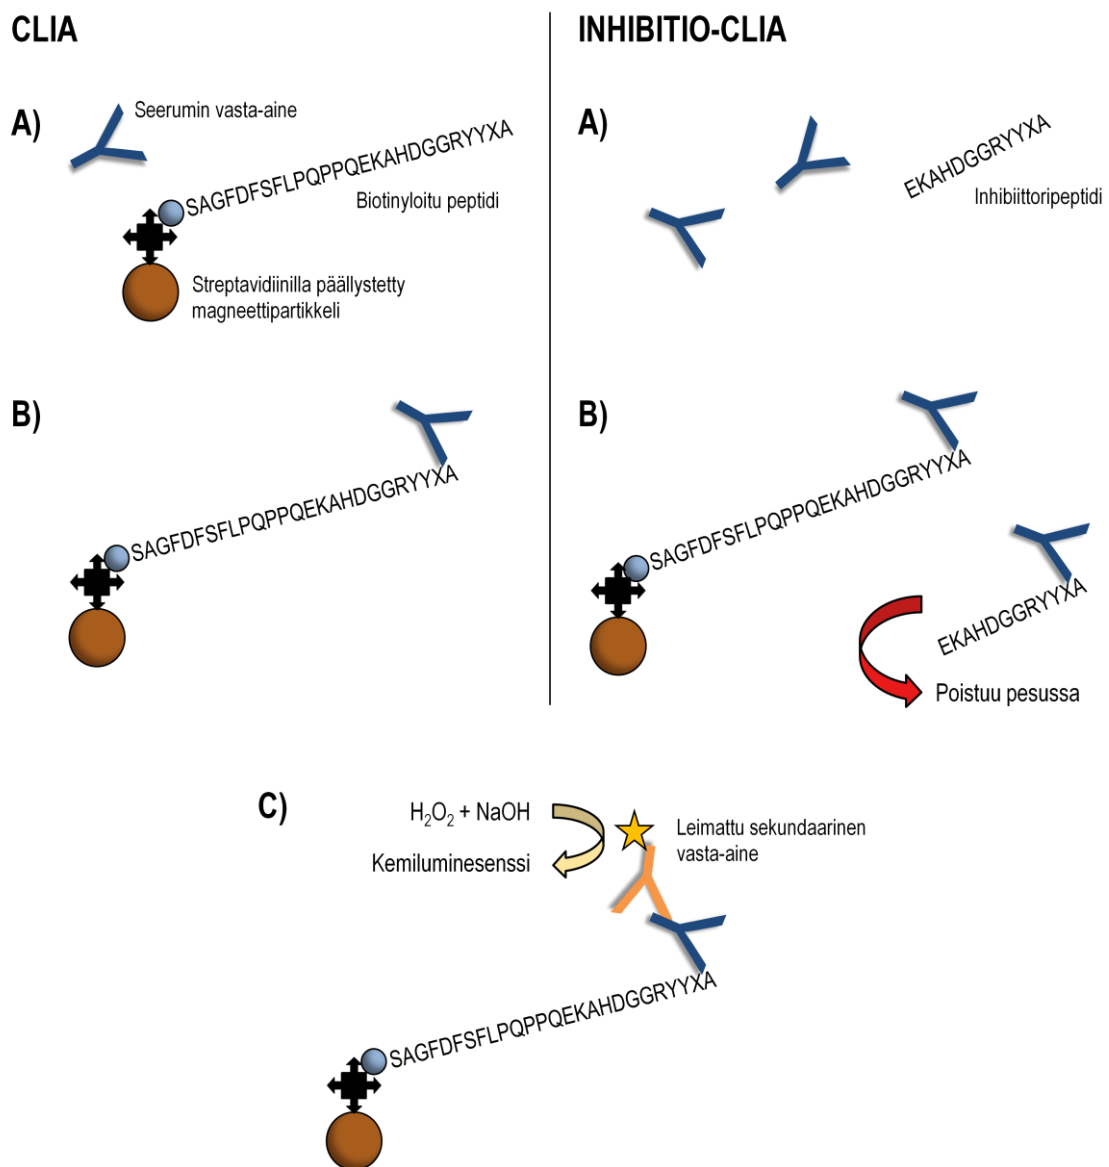 CLIA
A)
Seerumin vasta-aine
SAGFDFSFLPQPPQEKAHDGGRYYXA
Biotinyloitu peptidi
Streptavidiinilla päällystetty
magneettipartikkeli
B)
SAGFDFSFLPQPPQEKAHDGGRYYXA
INHIBITIO-CLIA
A)
EKAHDGGRYYXA
Inhibiittoripeptidi
B)
SAGFDFSFLPQPPQEKAHDGGRYYXA
EKAHDGGRYYXA
Poistuu pesussa
C)
H₂O₂ + NaOH
Kemiluminesenssi
Leimattu sekundaarinen
vasta-aine
SAGFDFSFLPQPPQEKAHDGGRYYXA